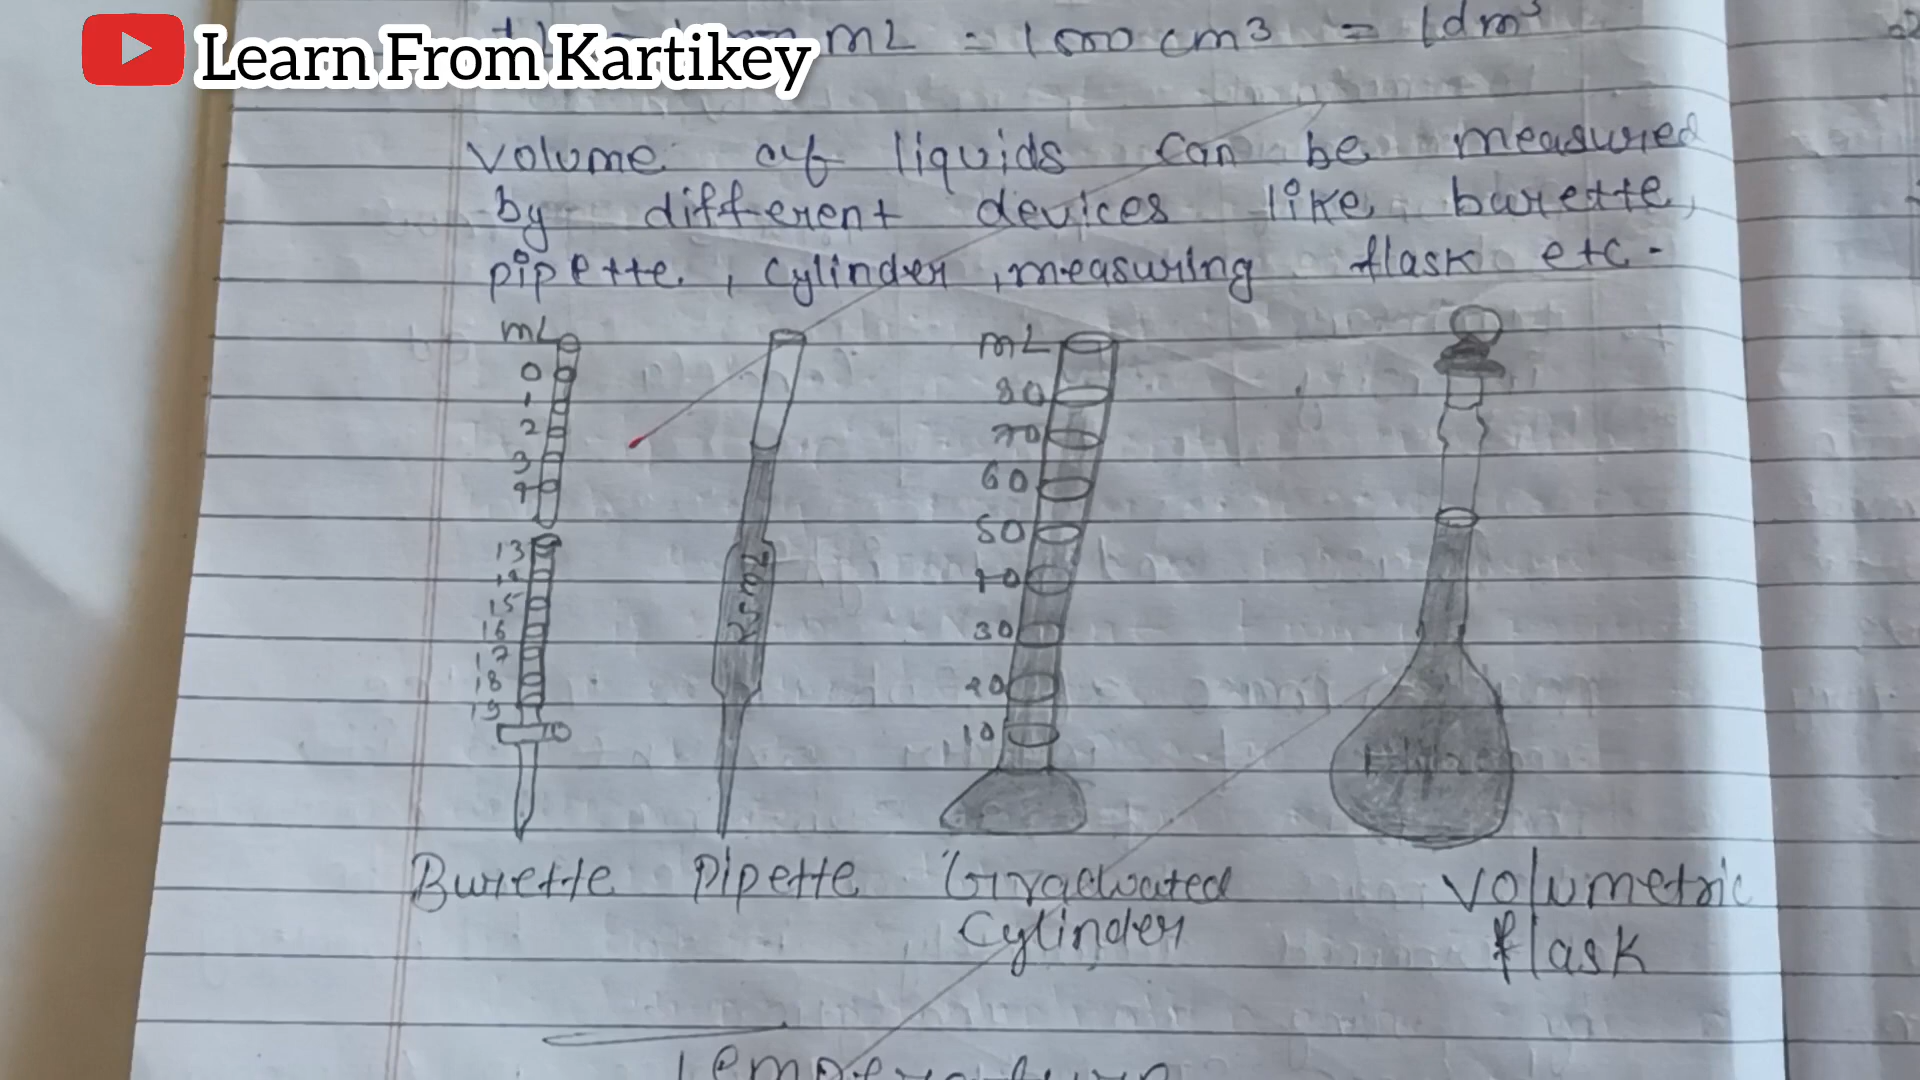 Learn From Kartikey
mL = 1000 cm3 = 1dm3
volume of liquids can be measured
by different devices like burette,
pipette, cylinder, measuring flask etc.
mL
0
1
2
3
4
13
14
15
16
17
18
19
25mL
mL
80
70
60
50
40
30
20
10
Burette Pipette Graduated Cylinder Volumetric flask